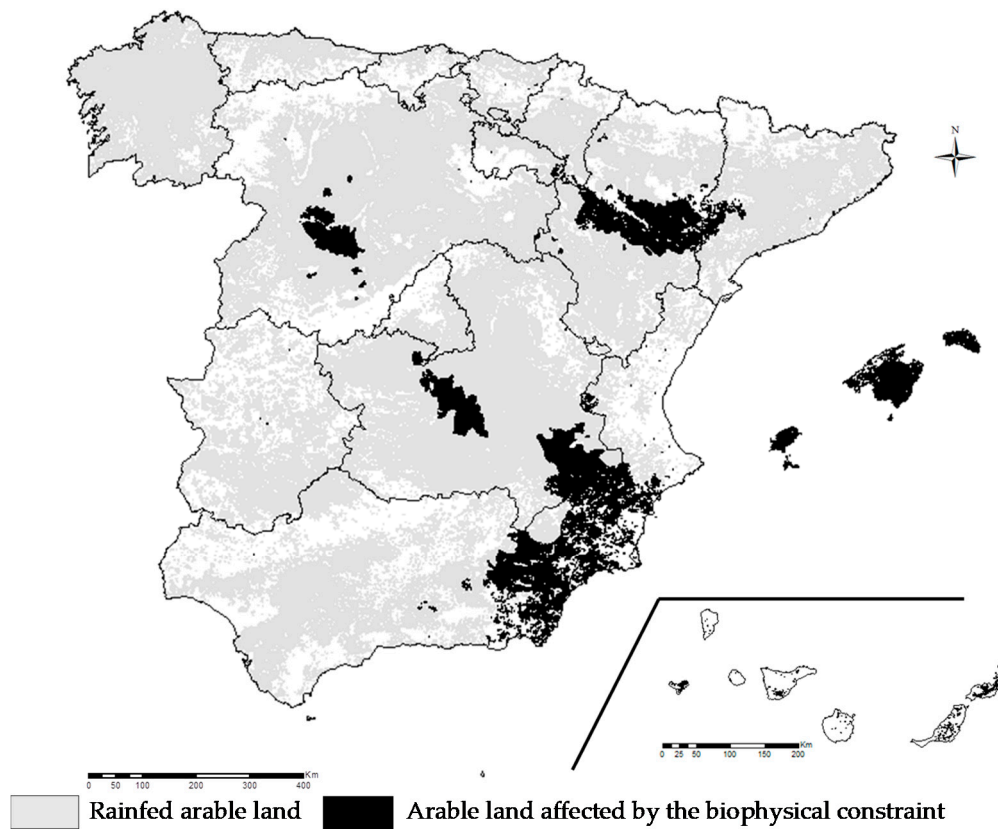 N
Km
0 25 50 100 150 200
Km
0 50 100 200 300 400
Rainfed arable land
Arable land affected by the biophysical constraint